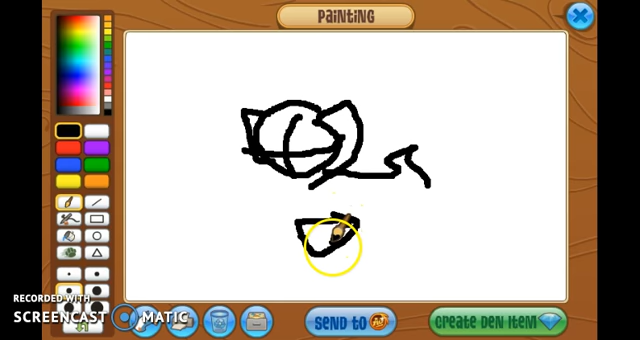 PAINTING
RECORDED WITH
SCREENCAST MATIC
SEND TO
CREATE DEN ITEM